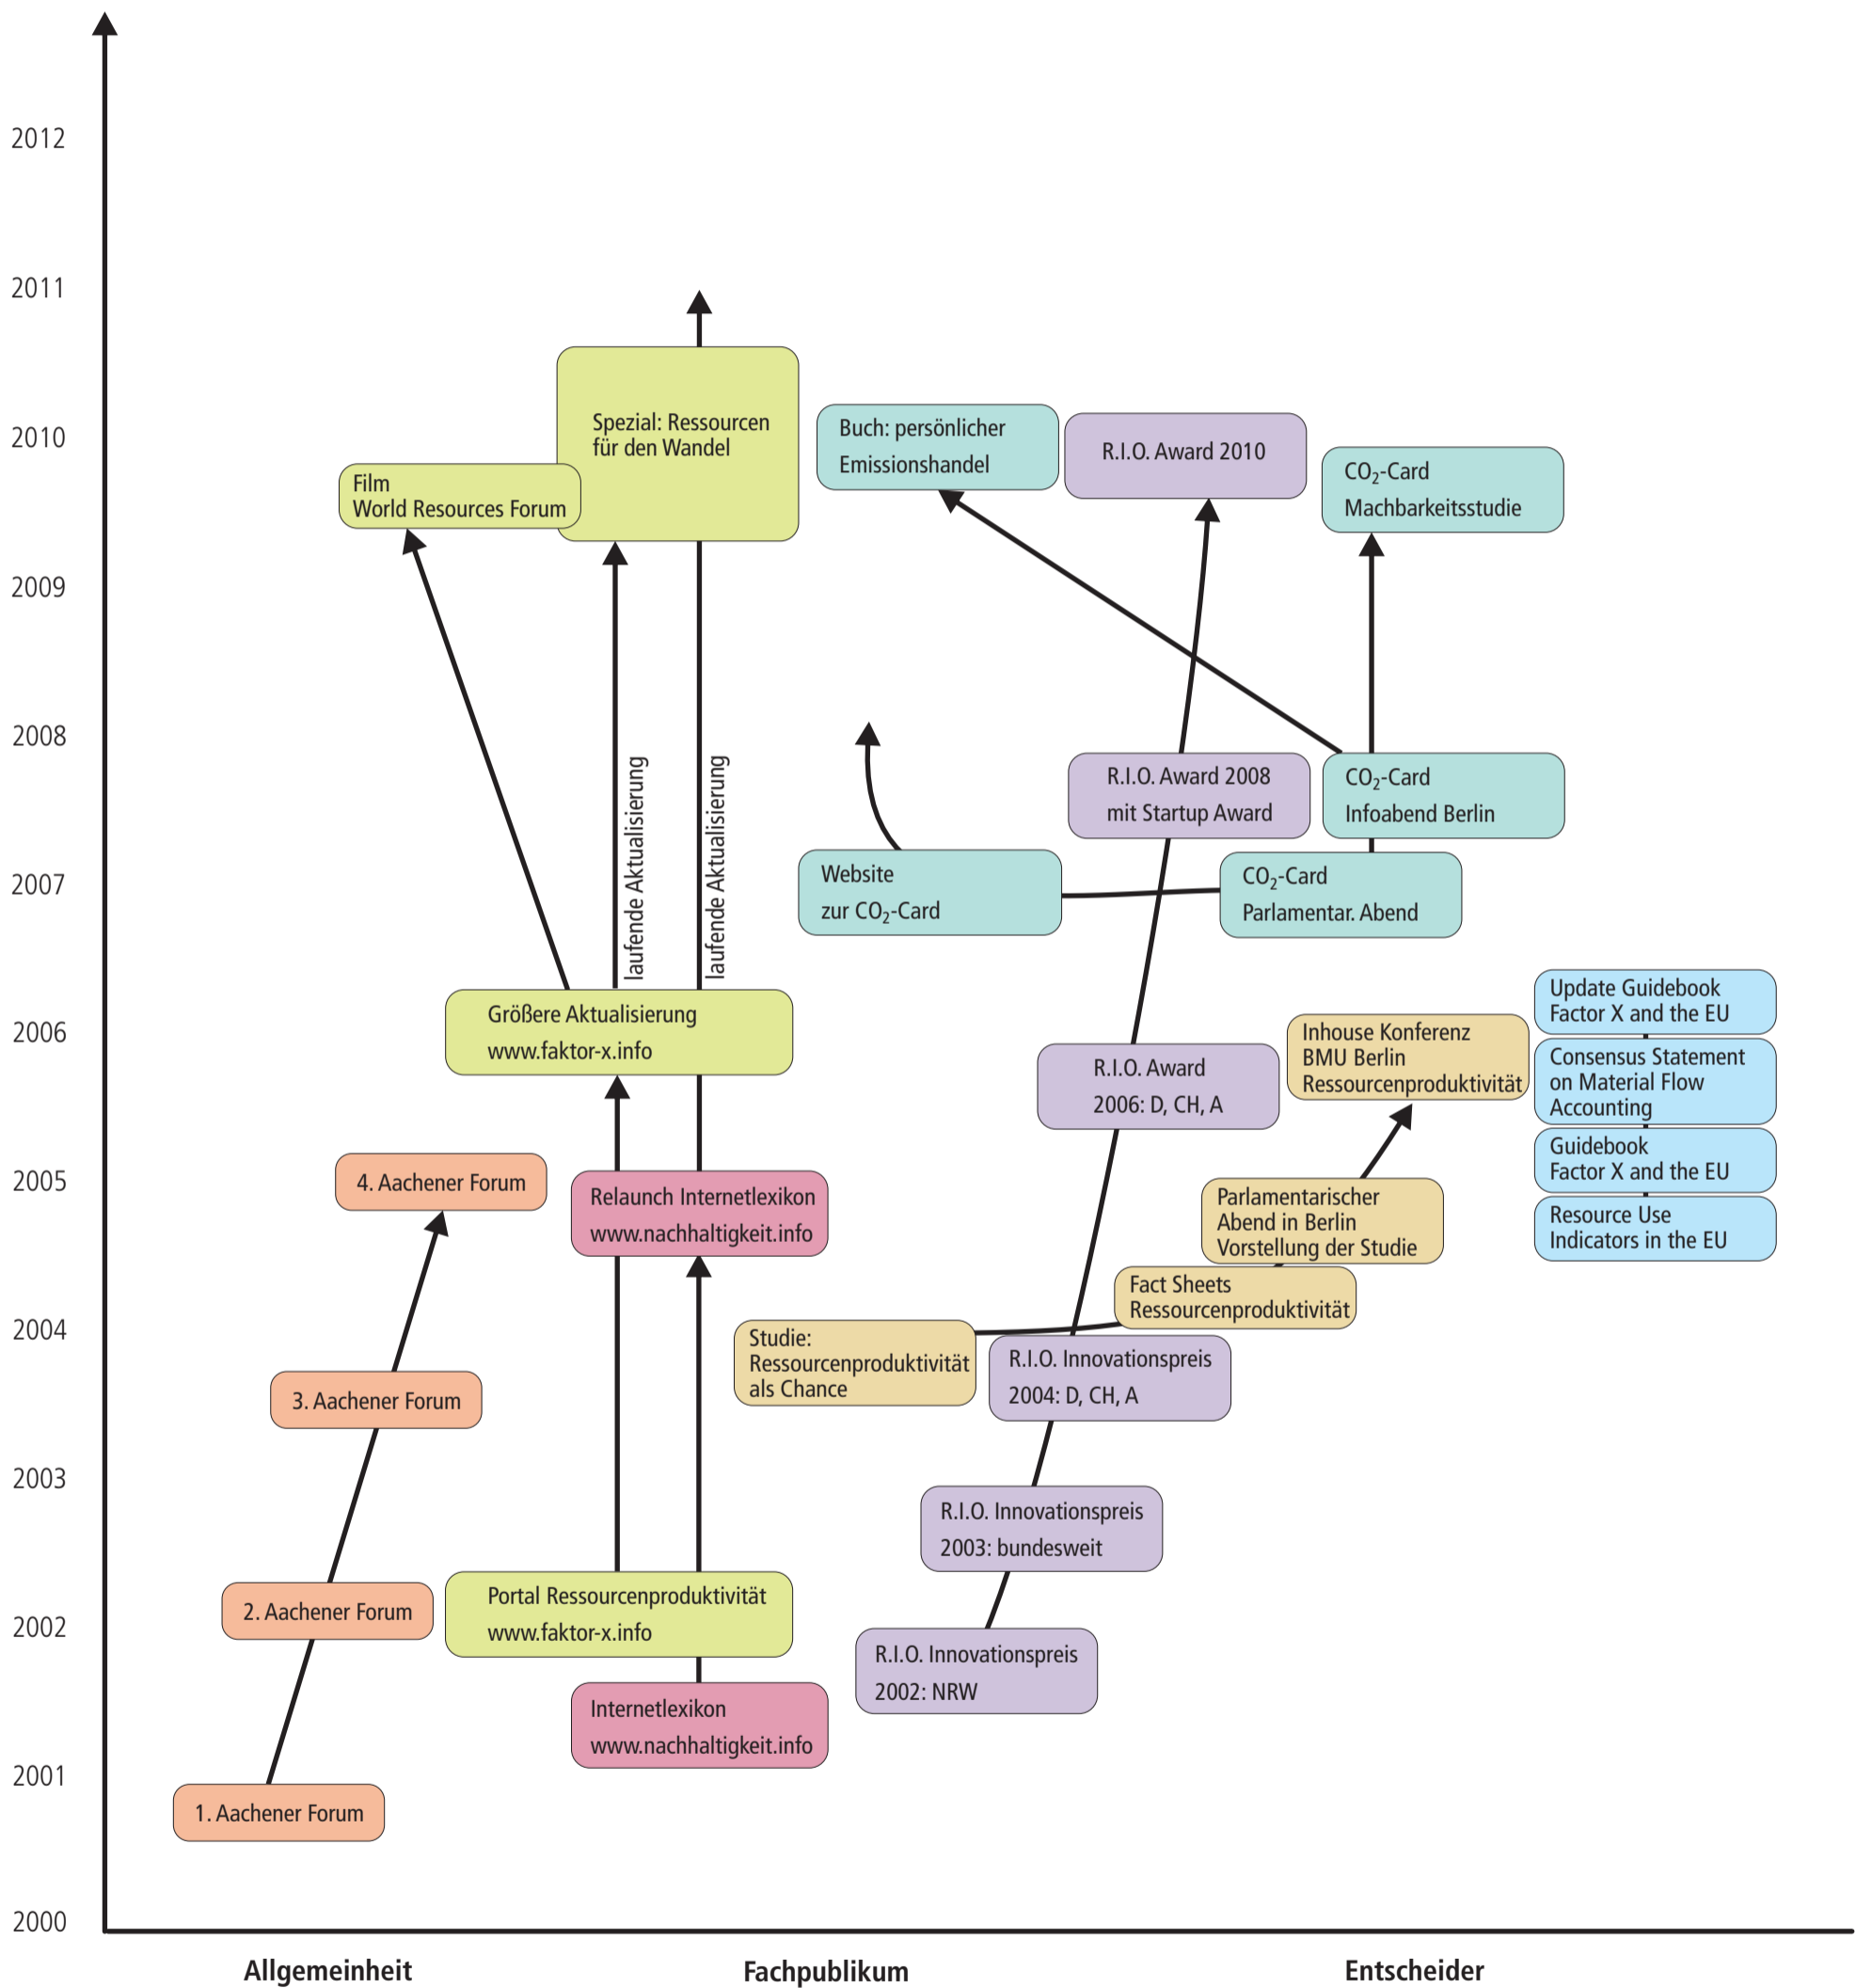 2012
2011
2010
2009
2008
2007
2006
2005
2004
2003
2002
2001
2000
Spezial: Ressourcen
für den Wandel
Film
World Resources Forum
Buch: persönlicher
Emissionshandel
R.I.O. Award 2010
CO₂-Card
Machbarkeitsstudie
laufende Aktualisierung
laufende Aktualisierung
R.I.O. Award 2008
mit Startup Award
CO₂-Card
Infoabend Berlin
Website
zur CO₂-Card
CO₂-Card
Parlamentar. Abend
Größere Aktualisierung
www.faktor-x.info
R.I.O. Award
2006: D, CH, A
Inhouse Konferenz
BMU Berlin
Ressourcenproduktivität
Update Guidebook
Factor X and the EU
Consensus Statement
on Material Flow
Accounting
Guidebook
Factor X and the EU
Resource Use
Indicators in the EU
4. Aachener Forum
Relaunch Internetlexikon
www.nachhaltigkeit.info
Parlamentarischer
Abend in Berlin
Vorstellung der Studie
Fact Sheets
Ressourcenproduktivität
Studie:
Ressourcenproduktivität
als Chance
R.I.O. Innovationspreis
2004: D, CH, A
3. Aachener Forum
R.I.O. Innovationspreis
2003: bundesweit
2. Aachener Forum
Portal Ressourcenproduktivität
www.faktor-x.info
R.I.O. Innovationspreis
2002: NRW
Internetlexikon
www.nachhaltigkeit.info
1. Aachener Forum
Allgemeinheit
Fachpublikum
Entscheider